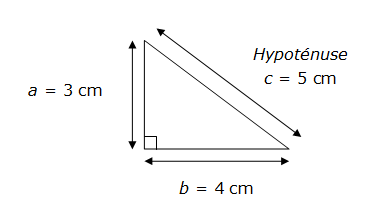 Hypoténuse
c = 5 cm
a = 3 cm
b = 4 cm